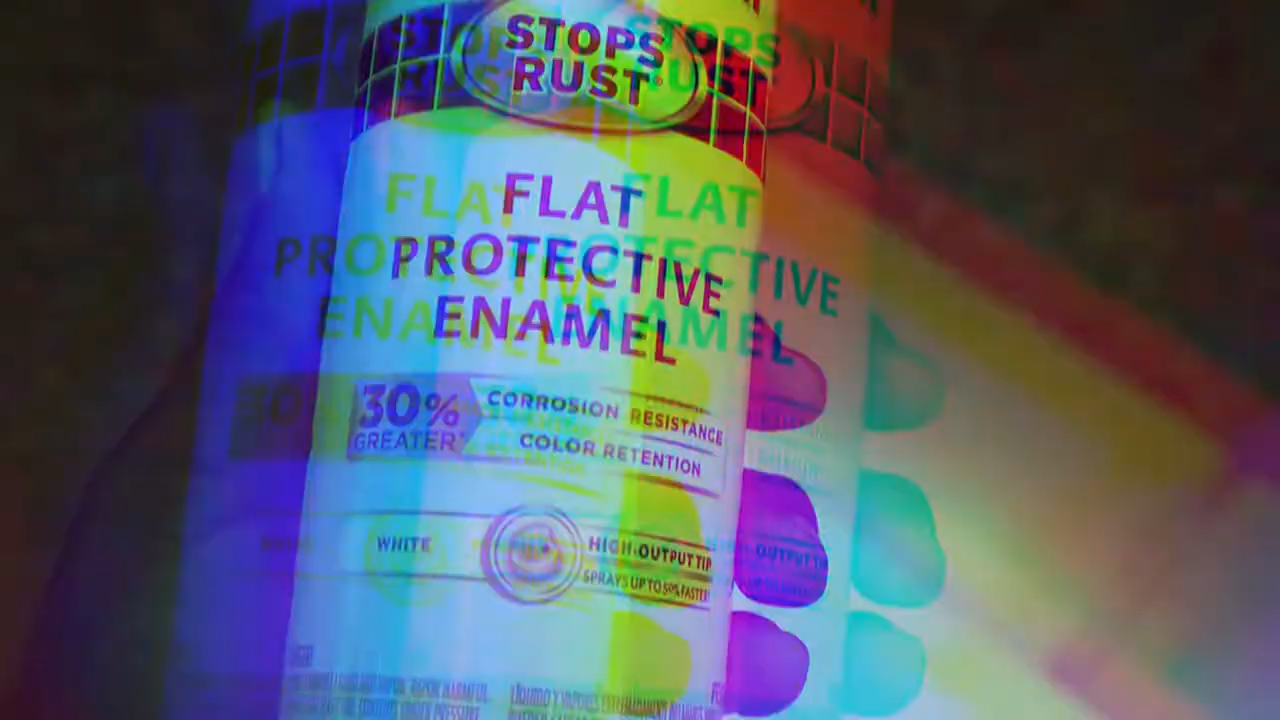 STOPS
RUST®
FLAT
PROTECTIVE
ENAMEL
30% GREATER*
CORROSION RESISTANCE
COLOR RETENTION
WHITE
HIGH-OUTPUT TIP
SPRAYS UP TO 50% FASTER